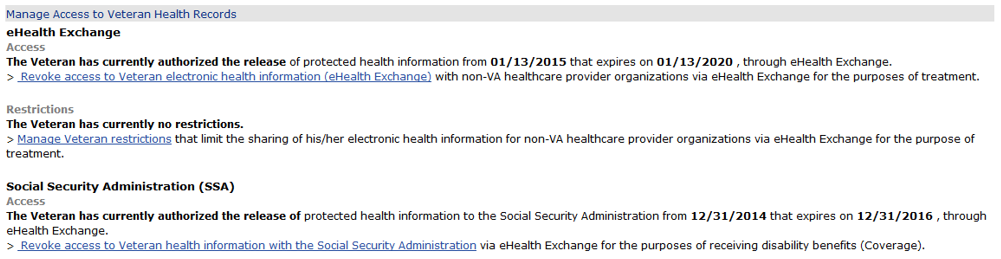 Manage Access to Veteran Health Records
eHealth Exchange
Access
The Veteran has currently authorized the release of protected health information from 01/13/2015 that expires on 01/13/2020 , through eHealth Exchange.
> Revoke access to Veteran electronic health information (eHealth Exchange) with non-VA healthcare provider organizations via eHealth Exchange for the purposes of treatment.
Restrictions
The Veteran has currently no restrictions.
> Manage Veteran restrictions that limit the sharing of his/her electronic health information for non-VA healthcare provider organizations via eHealth Exchange for the purpose of
treatment.
Social Security Administration (SSA)
Access
The Veteran has currently authorized the release of protected health information to the Social Security Administration from 12/31/2014 that expires on 12/31/2016 , through
eHealth Exchange.
> Revoke access to Veteran health information with the Social Security Administration via eHealth Exchange for the purposes of receiving disability benefits (Coverage).